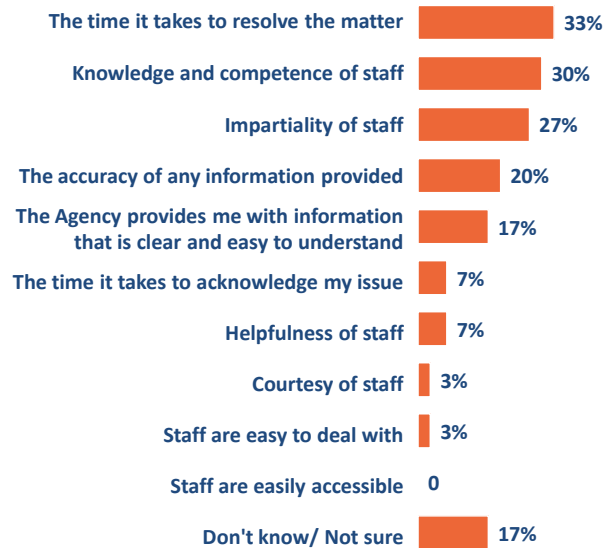 The time it takes to resolve the matter 33%
Knowledge and competence of staff 30%
Impartiality of staff 27%
The accuracy of any information provided 20%
The Agency provides me with information
that is clear and easy to understand 17%
The time it takes to acknowledge my issue 7%
Helpfulness of staff 7%
Courtesy of staff 3%
Staff are easy to deal with 3%
Staff are easily accessible 0
Don't know/ Not sure 17%